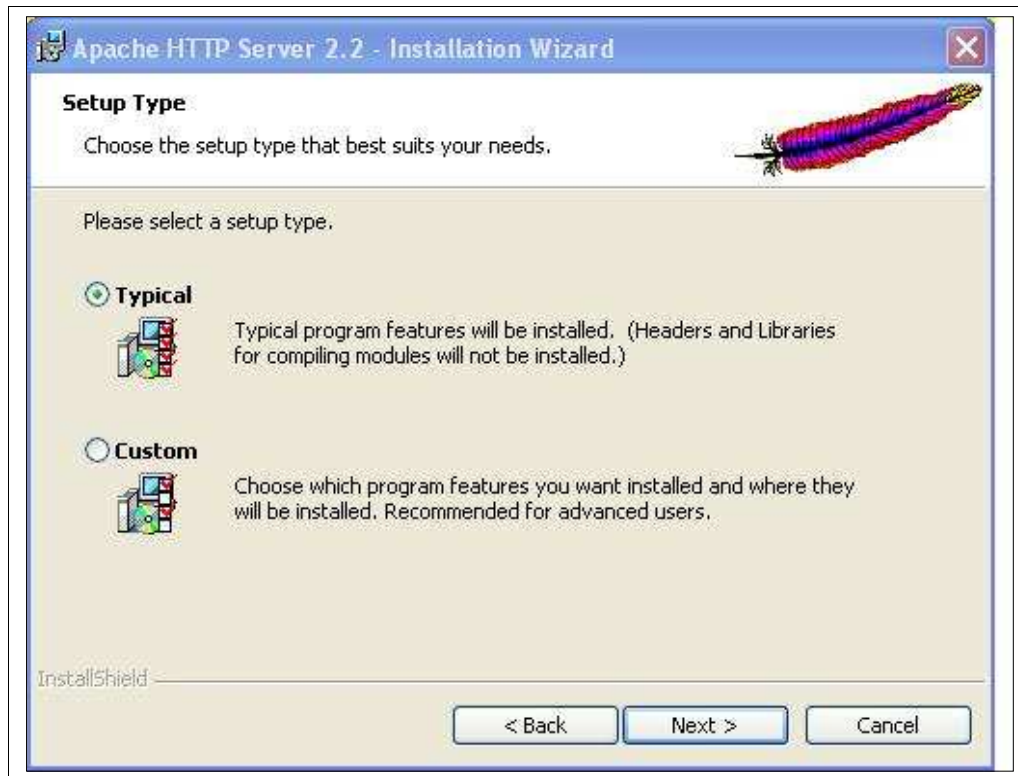 Apache HTTP Server 2.2 - Installation Wizard
Setup Type
Choose the setup type that best suits your needs.
Please select a setup type.
Typical
Typical program features will be installed. (Headers and Libraries
for compiling modules will not be installed.)
Custom
Choose which program features you want installed and where they
will be installed. Recommended for advanced users.
InstallShield
< Back
Next >
Cancel